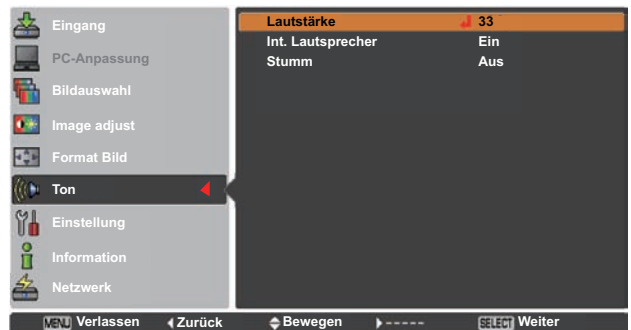 Eingang
PC-Anpassung
Bildauswahl
Image adjust
Format Bild
Ton
Einstellung
Information
Netzwerk
Lautstärke 33
Int. Lautsprecher Ein
Stumm Aus
MENU Verlassen Zurück Bewegen ----- SELECT Weiter